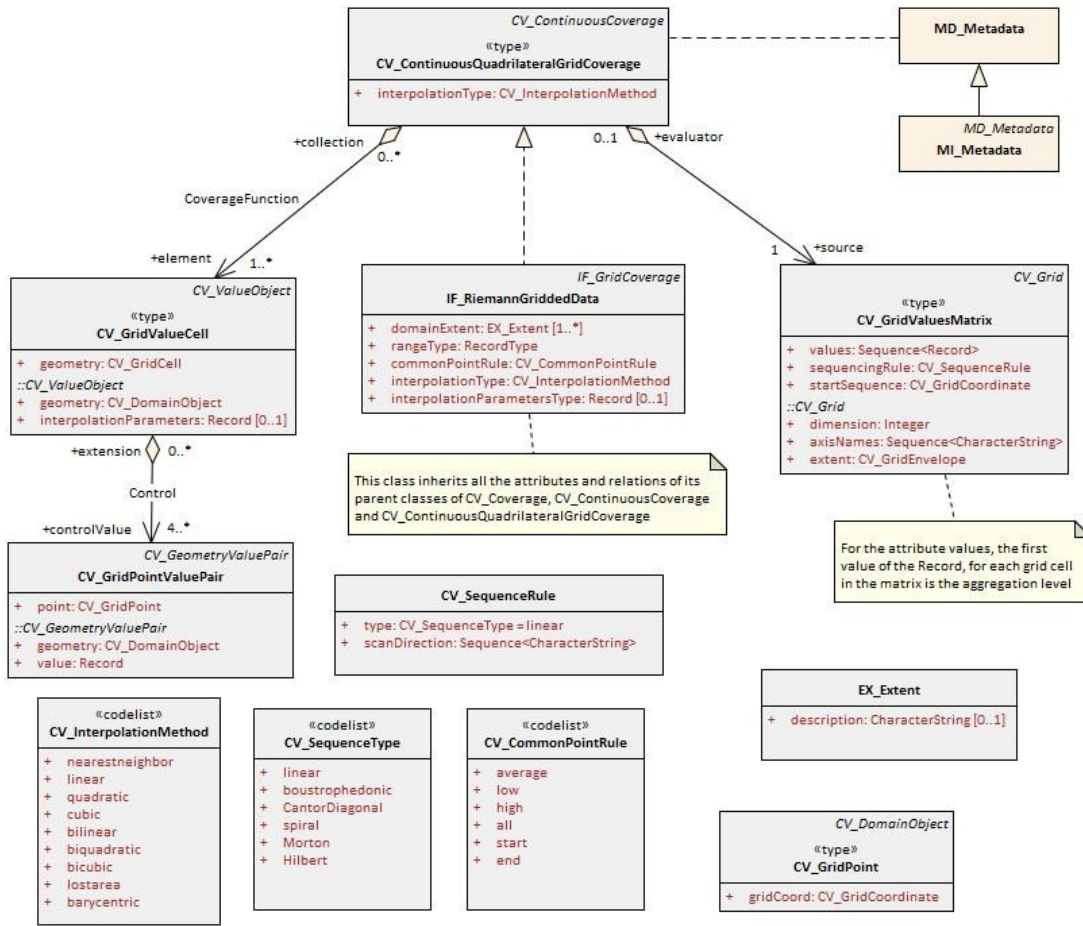 CV_ContinuousCoverage
«type»
CV_ContinuousQuadrilateralGridCoverage
+ interpolationType: CV_InterpolationMethod
MD_Metadata
MD_Metadata
MI_Metadata
+collection
0..*
0..1
+evaluator
CoverageFunction
+element
1..*
1
+source
CV_ValueObject
«type»
CV_GridValueCell
+ geometry: CV_GridCell
::CV_ValueObject
+ geometry: CV_DomainObject
+ interpolationParameters: Record [0..1]
IF_GridCoverage
IF_RiemannGriddedData
+ domainExtent: EX_Extent [1..*]
+ rangeType: RecordType
+ commonPointRule: CV_CommonPointRule
+ interpolationType: CV_InterpolationMethod
+ interpolationParametersType: Record [0..1]
CV_Grid
«type»
CV_GridValuesMatrix
+ values: Sequence<Record>
+ sequencingRule: CV_SequenceRule
+ startSequence: CV_GridCoordinate
::CV_Grid
+ dimension: Integer
+ axisNames: Sequence<CharacterString>
+ extent: CV_GridEnvelope
+extension
0..*
Control
+controlValue
4..*
This class inherits all the attributes and relations of its
parent classes of CV_Coverage, CV_ContinuousCoverage
and CV_ContinuousQuadrilateralGridCoverage
For the attribute values, the first
value of the Record, for each grid cell
in the matrix is the aggregation level
CV_GeometryValuePair
CV_GridPointValuePair
+ point: CV_GridPoint
::CV_GeometryValuePair
+ geometry: CV_DomainObject
+ value: Record
CV_SequenceRule
+ type: CV_SequenceType = linear
+ scanDirection: Sequence<CharacterString>
EX_Extent
+ description: CharacterString [0..1]
«codelist»
CV_InterpolationMethod
+ nearestneighbor
+ linear
+ quadratic
+ cubic
+ bilinear
+ biquadratic
+ bicubic
+ lostarea
+ barycentric
«codelist»
CV_SequenceType
+ linear
+ boustrophedonic
+ CantorDiagonal
+ spiral
+ Morton
+ Hilbert
«codelist»
CV_CommonPointRule
+ average
+ low
+ high
+ all
+ start
+ end
CV_DomainObject
«type»
CV_GridPoint
+ gridCoord: CV_GridCoordinate